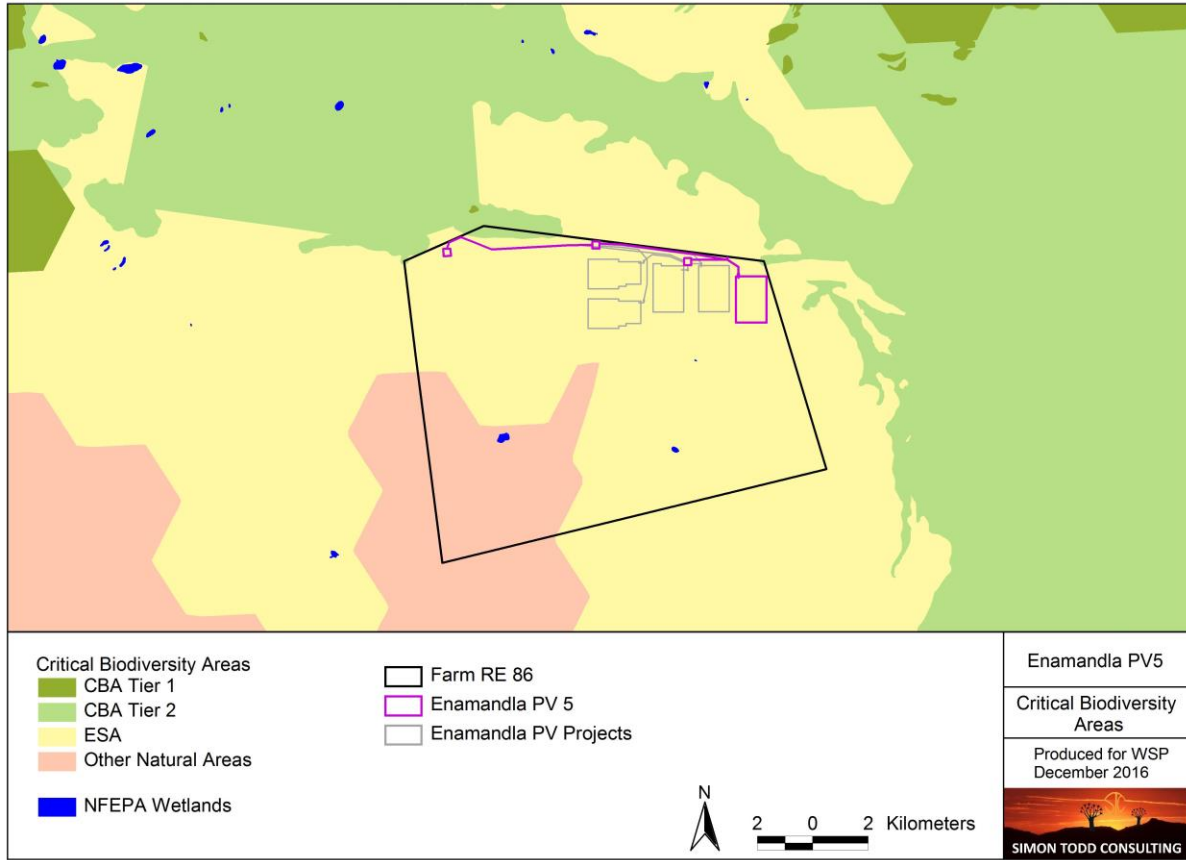 Critical Biodiversity Areas
CBA Tier 1
CBA Tier 2
ESA
Other Natural Areas
NFEPA Wetlands
Farm RE 86
Enamandla PV 5
Enamandla PV Projects
N
2 0 2 Kilometers
Enamandla PV5
Critical Biodiversity
Areas
Produced for WSP
December 2016
SIMON TODD CONSULTING